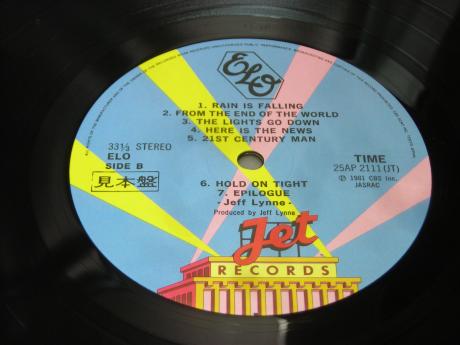 ELO
1. RAIN IS FALLING
2. FROM THE END OF THE WORLD
3. THE LIGHTS GO DOWN
4. HERE IS THE NEWS
5. 21ST CENTURY MAN
33⅓ STEREO
ELO
SIDE B
見本盤
TIME
25AP 2111 (JT)
Ⓟ 1981 CBS Inc.
JASRAC
6. HOLD ON TIGHT
7. EPILOGUE
- Jeff Lynne -
Produced by Jeff Lynne
Jet
RECORDS